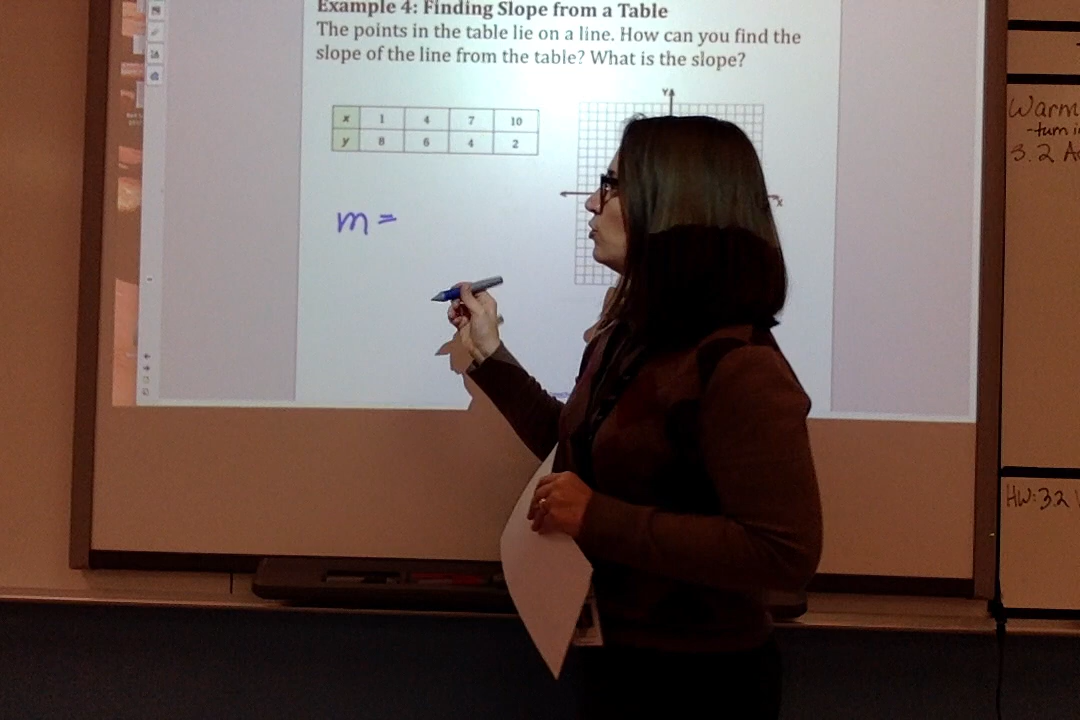 Example 4: Finding Slope from a Table
The points in the table lie on a line. How can you find the
slope of the line from the table? What is the slope?
x 1 4 7 10
y 8 6 4 2
m =
Y
x
Warm
-turn in
3.2
HW: 3.2